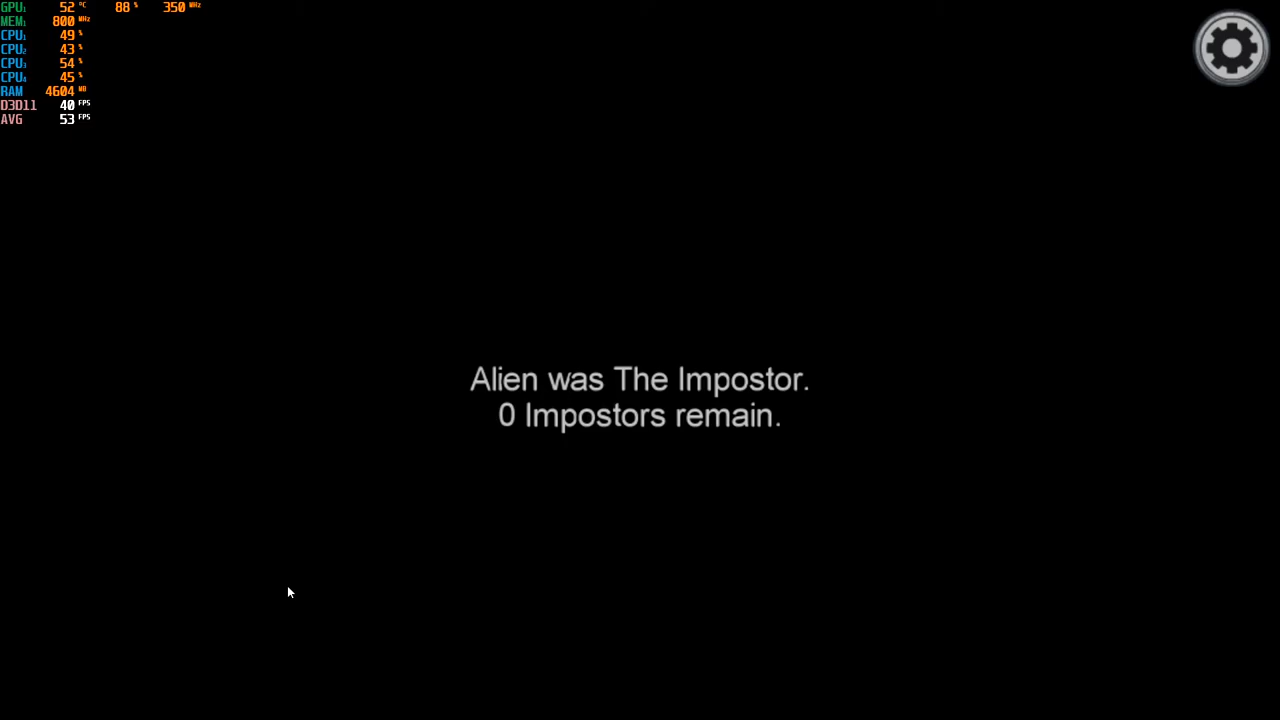 GPU₁ 52 °C 88 % 350 MHz
MEM₁ 800 MHz
CPU₁ 49 %
CPU₂ 43 %
CPU₃ 54 %
CPU₄ 45 %
RAM 4604 MB
D3D11 40 FPS
AVG 53 FPS
Alien was The Impostor.
0 Impostors remain.